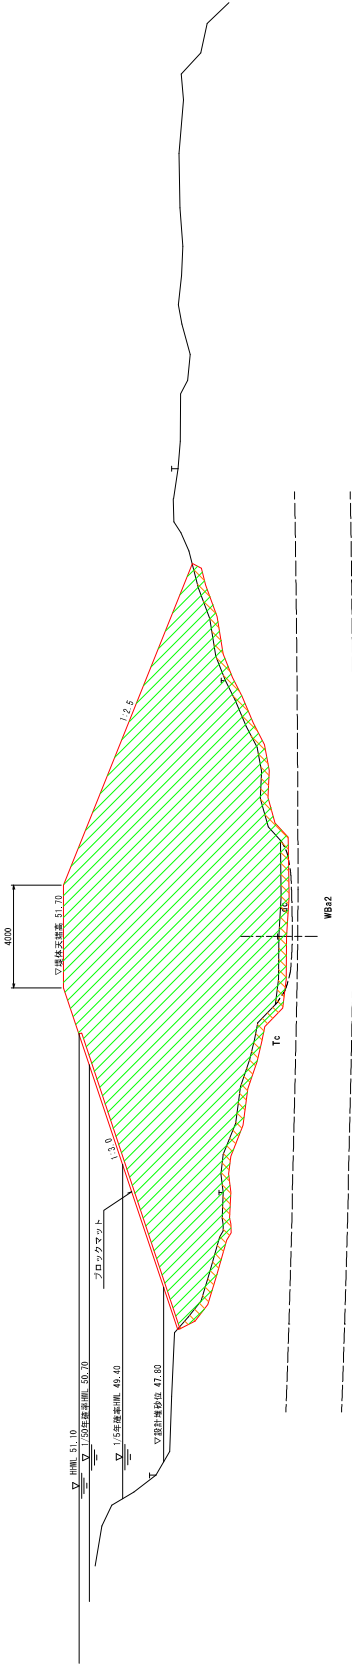 4000
▽堤体天端高 51.70
1:2.5
1:3.0
ブロックマット
▽ HHWL 51.10
▽ 1/50年確率HWL 50.70
▽ 1/5年確率HWL 49.40
▽設計堆砂位 47.80
T
T
T
T
dc
Tc
WBa2